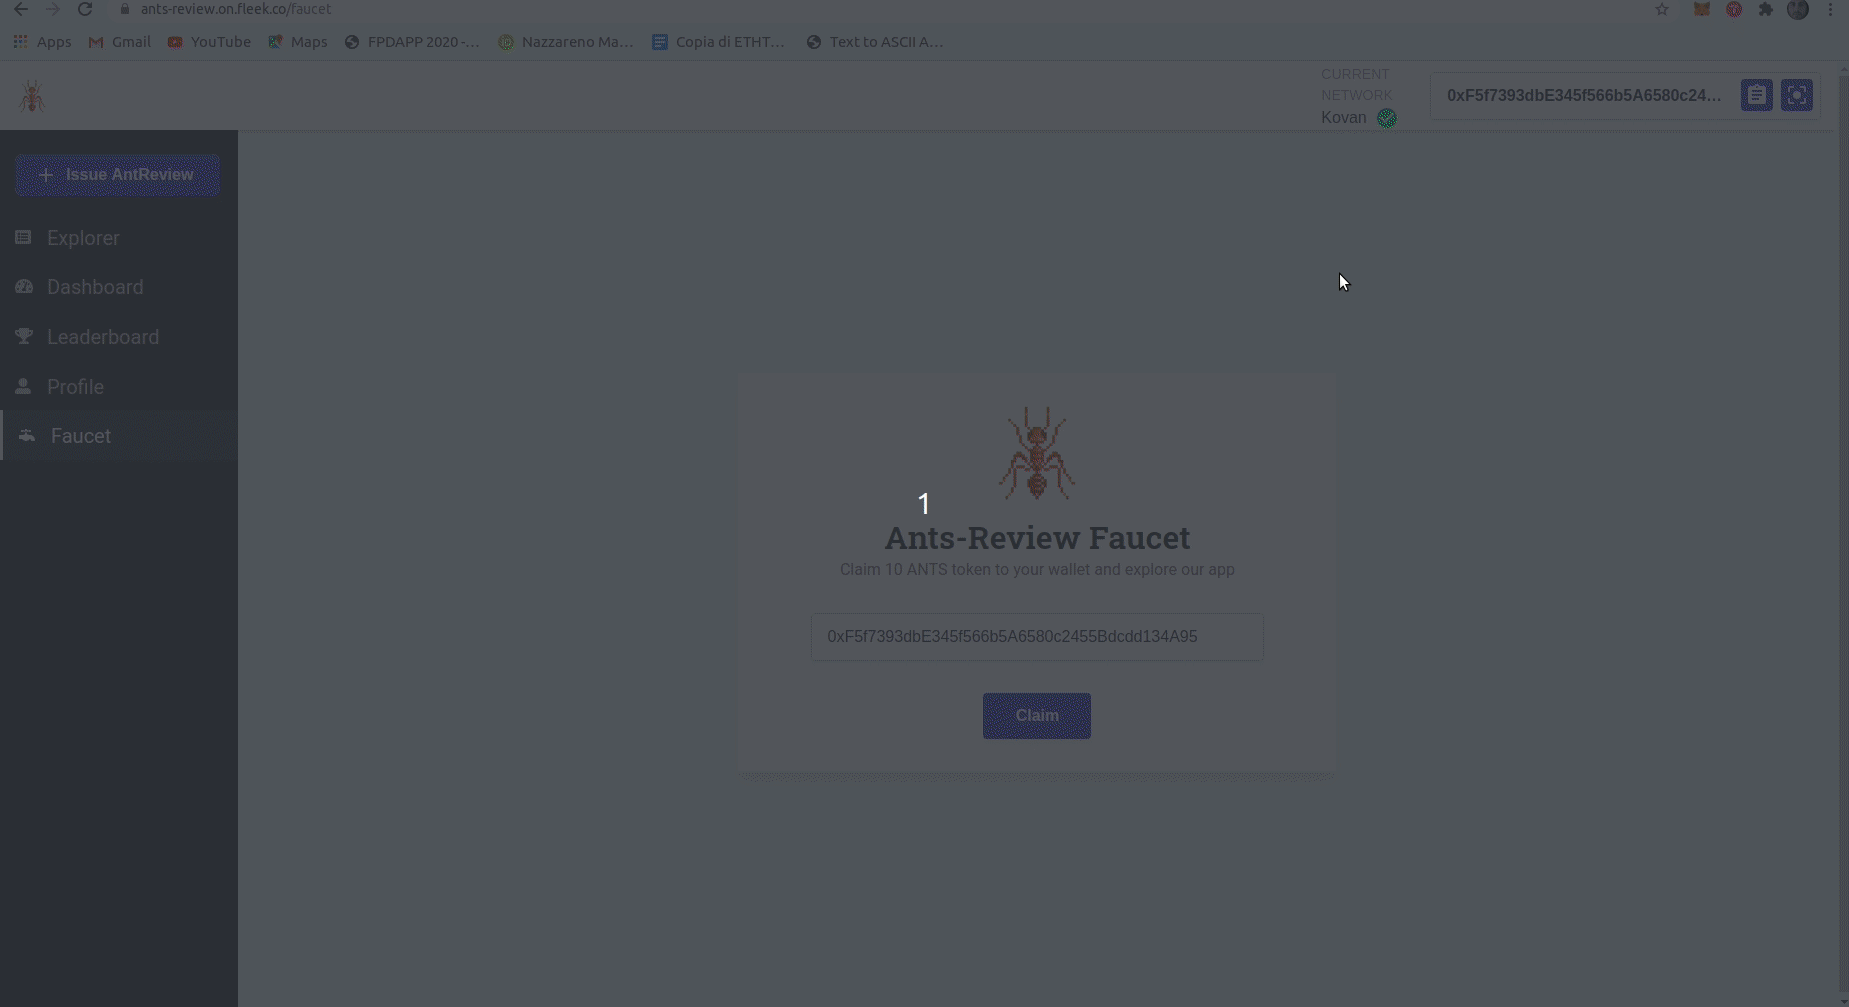 ants-review.on.fleek.co/faucet
Apps Gmail YouTube Maps FPDAPP 2020 -... Nazzareno Ma... Copia di ETHT... Text to ASCII A...
CURRENT
NETWORK
Kovan
0xF5f7393dbE345f566b5A6580c24...
Issue AntReview
Explorer
Dashboard
Leaderboard
Profile
Faucet
1
Ants-Review Faucet
Claim 10 ANTS token to your wallet and explore our app
0xF5f7393dbE345f566b5A6580c2455Bdcdd134A95
Claim